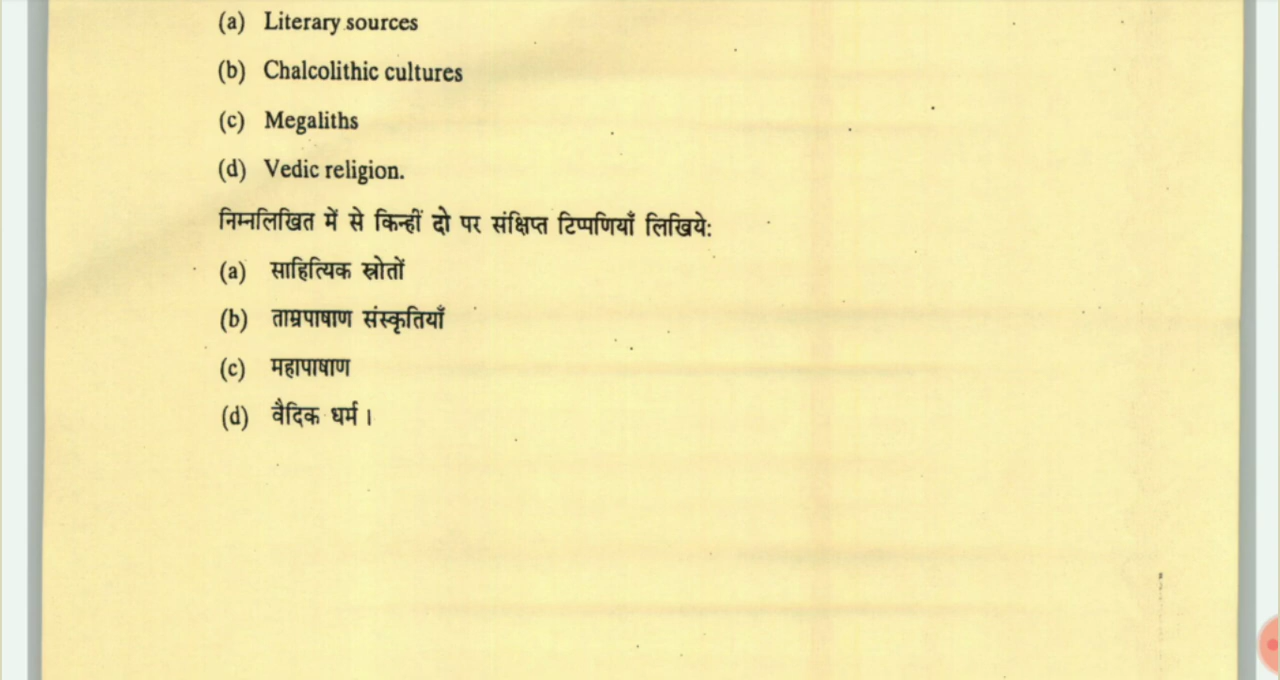 (a) Literary sources
(b) Chalcolithic cultures
(c) Megaliths
(d) Vedic religion.
निम्नलिखित में से किन्हीं दो पर संक्षिप्त टिप्पणियाँ लिखिये:
(a) साहित्यिक स्रोतों
(b) ताम्रपाषाण संस्कृतियाँ
(c) महापाषाण
(d) वैदिक धर्म।